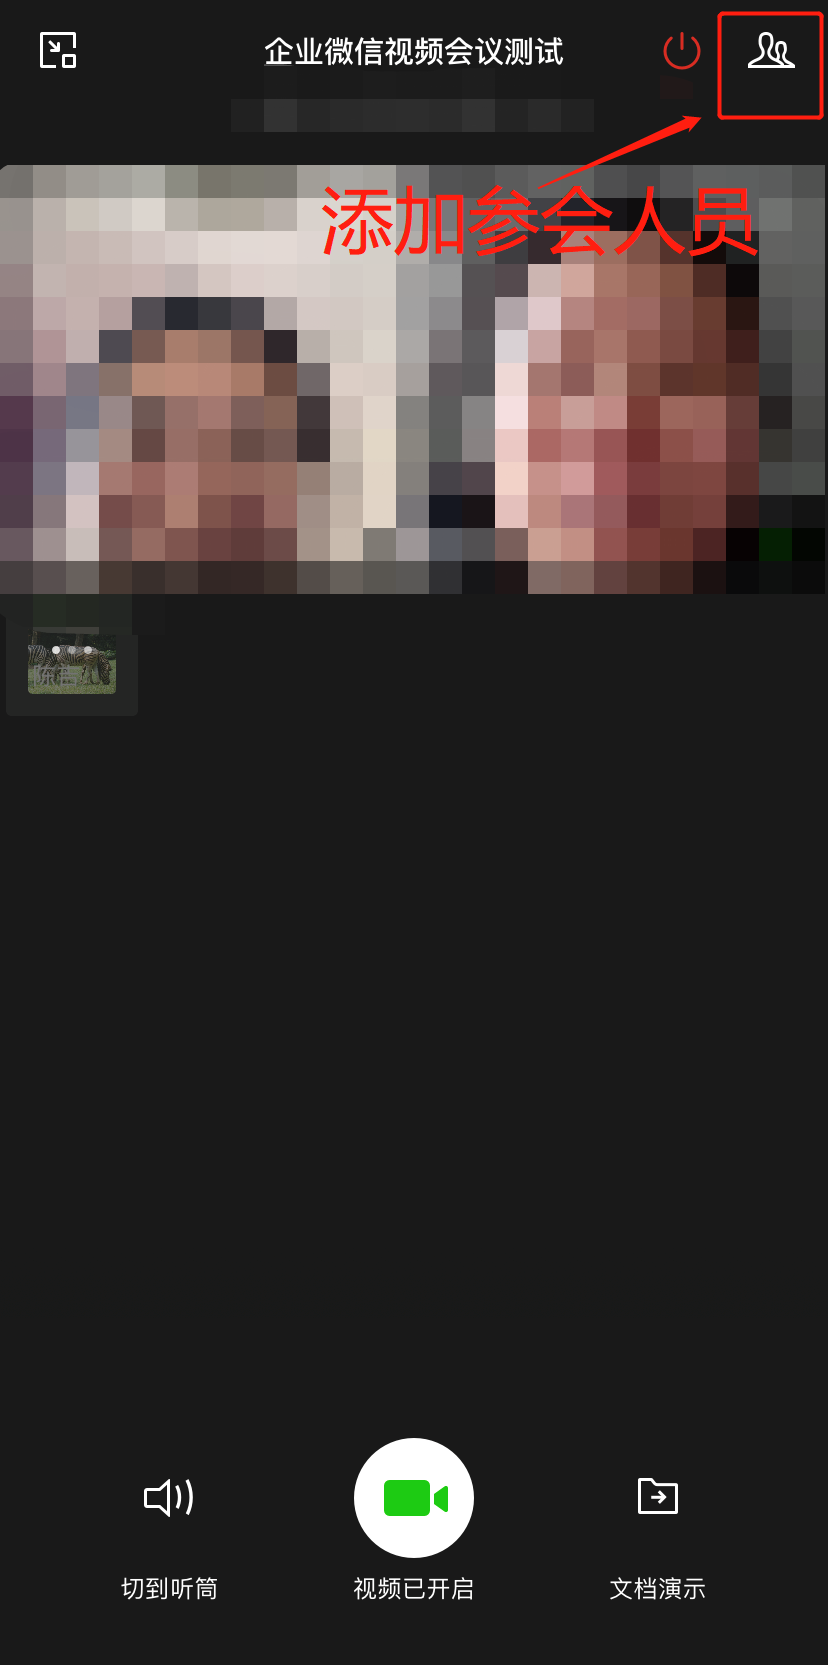 企业微信视频会议测试
添加参会人员
切到听筒
视频已开启
文档演示